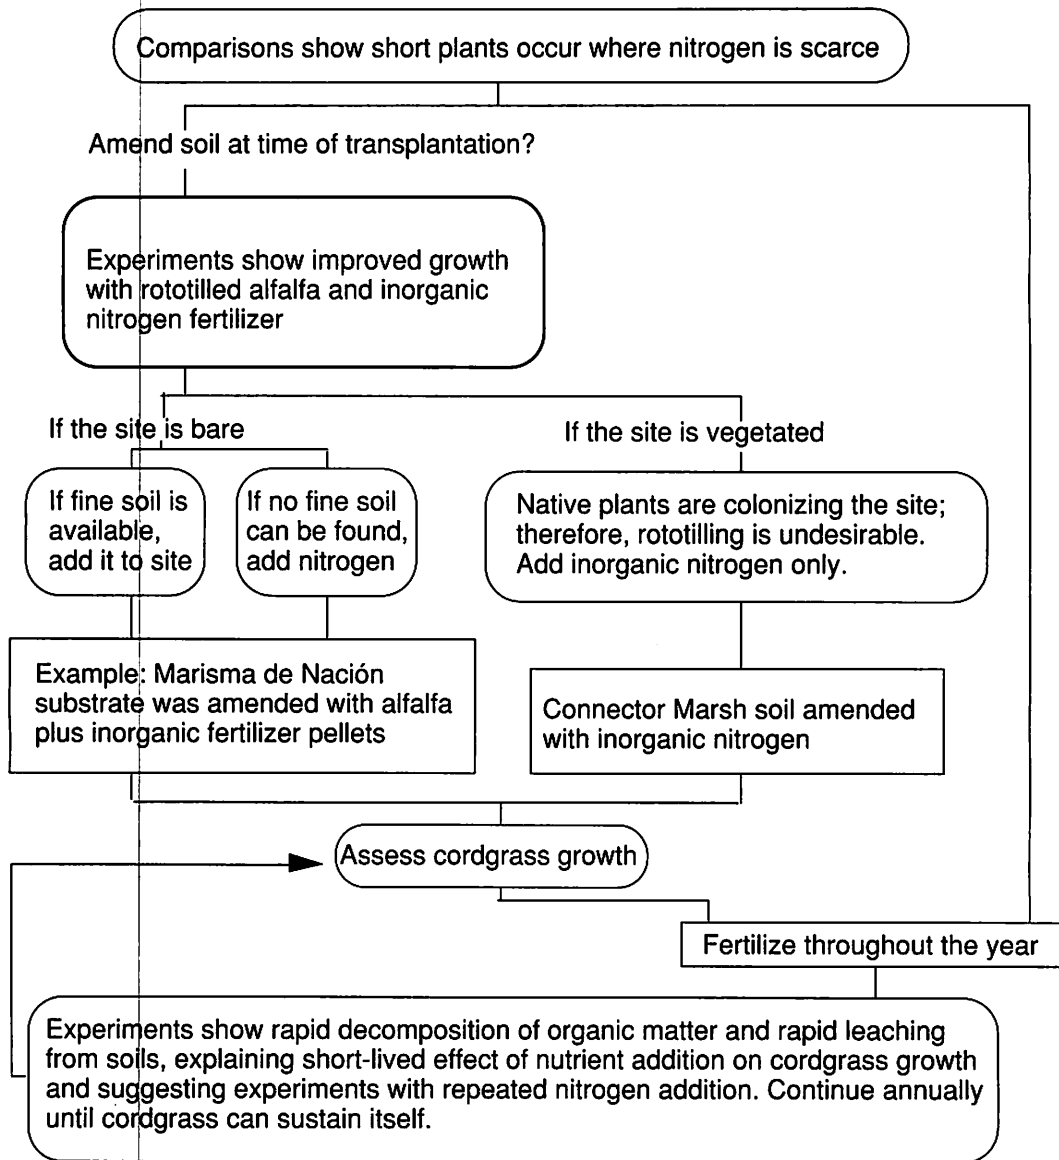 Comparisons show short plants occur where nitrogen is scarce
Amend soil at time of transplantation?
Experiments show improved growth
with rototilled alfalfa and inorganic
nitrogen fertilizer
If the site is bare
If the site is vegetated
If fine soil is
available,
add it to site
If no fine soil
can be found,
add nitrogen
Native plants are colonizing the site;
therefore, rototilling is undesirable.
Add inorganic nitrogen only.
Example: Marisma de Nación
substrate was amended with alfalfa
plus inorganic fertilizer pellets
Connector Marsh soil amended
with inorganic nitrogen
Assess cordgrass growth
Fertilize throughout the year
Experiments show rapid decomposition of organic matter and rapid leaching
from soils, explaining short-lived effect of nutrient addition on cordgrass growth
and suggesting experiments with repeated nitrogen addition. Continue annually
until cordgrass can sustain itself.